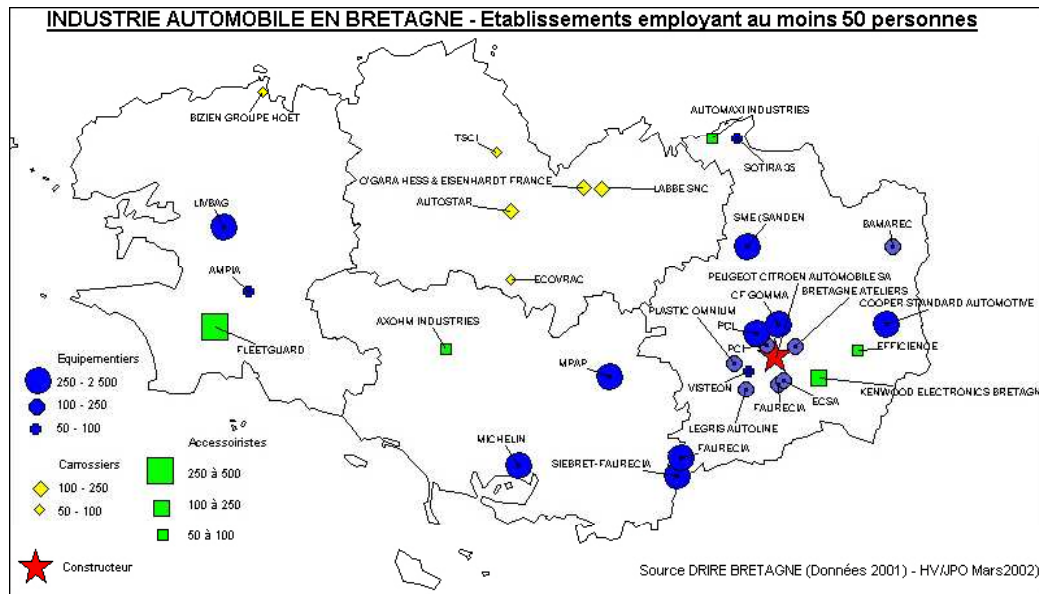 INDUSTRIE AUTOMOBILE EN BRETAGNE - Etablissements employant au moins 50 personnes
BIZIEN GROUPE HOET
TSCI
AUTOMAXI INDUSTRIES
SOTIRA 35
O'GARA HESS & EISENHARDT FRANCE
LABBE SNC
AUTOSTAR
LIVBAG
SME (SANDEN
BAMAREC
AMPIA
ECOVRAC
PEUGEOT CITROEN AUTOMOBILE SA
BRETAGNE ATELIERS
CF GOMMA
COOPER STANDARD AUTOMOTIVE
PLASTIC OMNIUM
PCI
PCI
AXOHM INDUSTRIES
FLEETGUARD
EFFICIENCE
MPAP
VISTEON
ECSA
KENWOOD ELECTRONICS BRETAGN
FAURECIA
LEGRIS AUTOLINE
MICHELIN
FAURECIA
SIEBRET-FAURECIA
Equipementiers
250 - 2 500
100 - 250
50 - 100
Accessoiristes
250 à 500
100 à 250
50 à 100
Carrossiers
100 - 250
50 - 100
Constructeur
Source DRIRE BRETAGNE (Données 2001) - HV/JPO Mars2002)